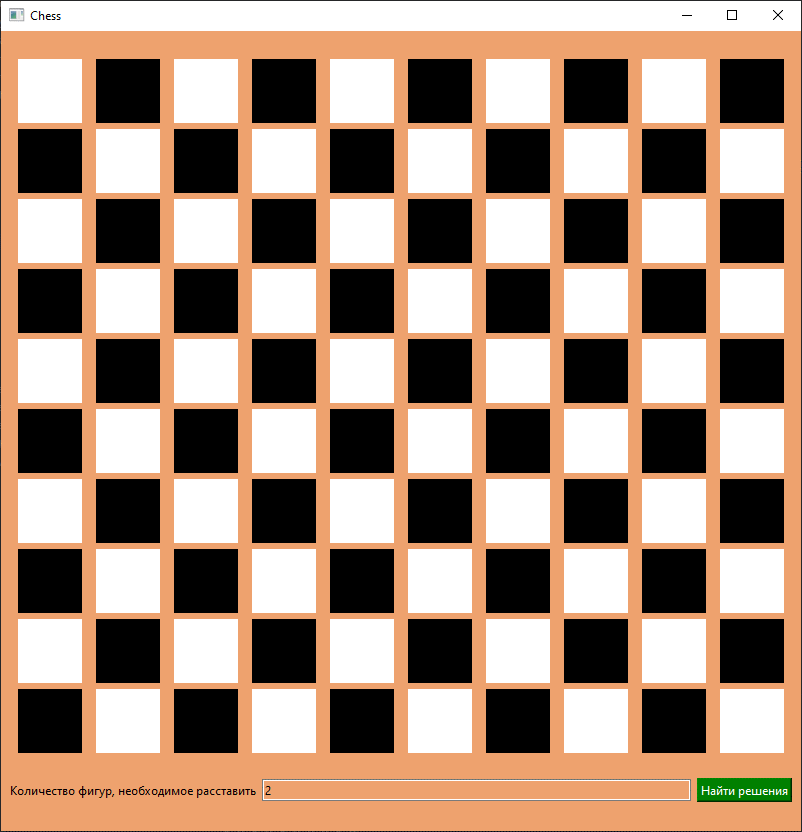 Chess
Количество фигур, необходимое расставить 2 Найти решения